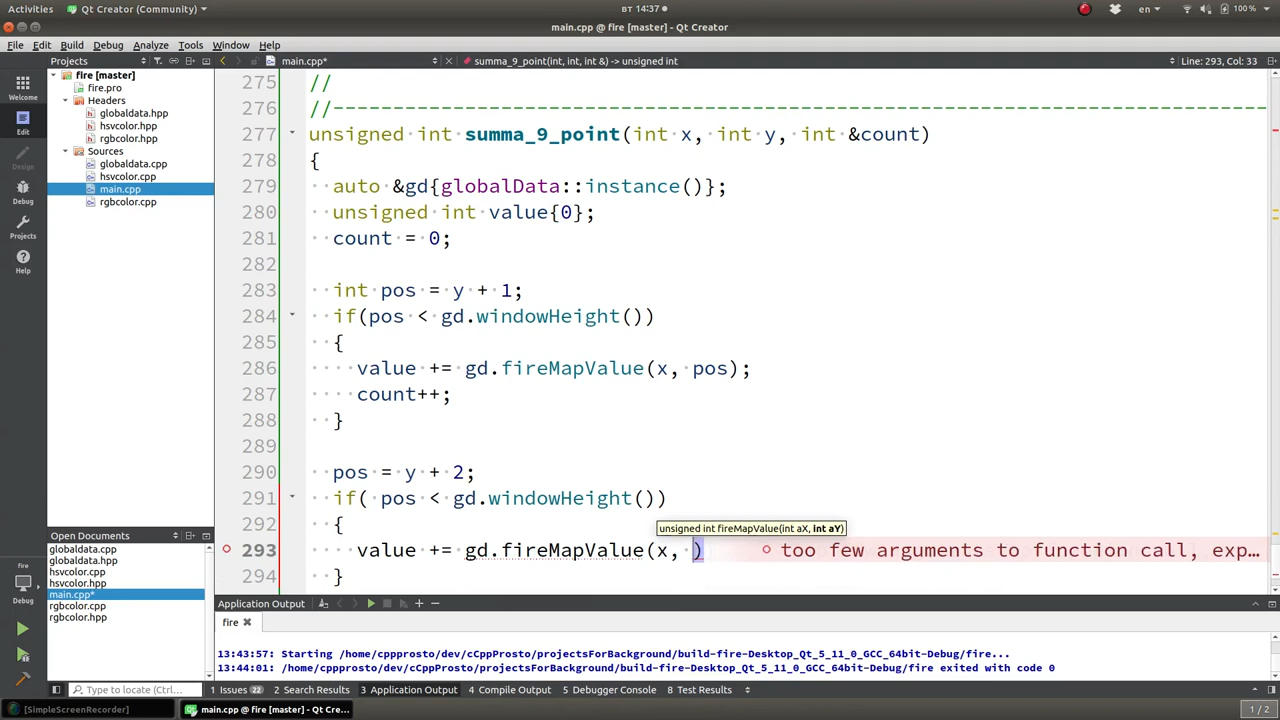 Activities Qt Creator (Community) ВТ 14:37 en 100 %
main.cpp @ fire [master] - Qt Creator
File Edit Build Debug Analyze Tools Window Help
Projects main.cpp* summa_9_point(int, int, int &) -> unsigned int Line: 293, Col: 33
Welcome
Edit
Design
Debug
Projects
Help
fire [master]
fire.pro
Headers
globaldata.hpp
hsvcolor.hpp
rgbcolor.hpp
Sources
globaldata.cpp
hsvcolor.cpp
main.cpp
rgbcolor.cpp
275 //
276 //------------------------------------------------------------------------------
277 unsigned int summa_9_point(int x, int y, int &count)
278 {
279 auto &gd{globalData::instance()};
280 unsigned int value{0};
281 count = 0;
282
283 int pos = y + 1;
284 if(pos < gd.windowHeight())
285 {
286 value += gd.fireMapValue(x, pos);
287 count++;
288 }
289
290 pos = y + 2;
291 if( pos < gd.windowHeight())
292 {
unsigned int fireMapValue(int aX, int aY)
293 value += gd.fireMapValue(x, ) too few arguments to function call, exp...
294 }
Open Documents
globaldata.cpp
globaldata.hpp
hsvcolor.cpp
hsvcolor.hpp
main.cpp*
rgbcolor.cpp
rgbcolor.hpp
fire
Debug
Application Output
fire
13:43:57: Starting /home/cppprosto/dev/cCppProsto/projectsForBackground/build-fire-Desktop_Qt_5_11_0_GCC_64bit-Debug/fire...
13:44:01: /home/cppprosto/dev/cCppProsto/projectsForBackground/build-fire-Desktop_Qt_5_11_0_GCC_64bit-Debug/fire exited with code 0
Type to locate (Ctrl... 1 Issues 22 2 Search Results 3 Application Output 4 Compile Output 5 Debugger Console 8 Test Results
[SimpleScreenRecorder] main.cpp @ fire [master] - Qt Cre... 1 / 2